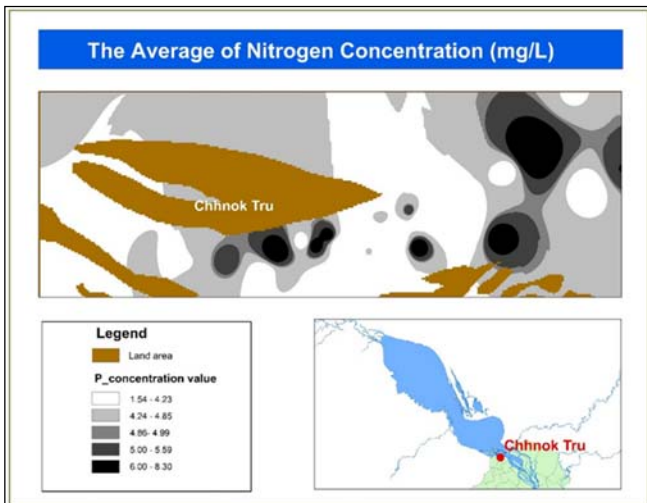 The Average of Nitrogen Concentration (mg/L)
Chhnok Tru
Legend
Land area
P_concentration value
1.54 - 4.23
4.24 - 4.85
4.86- 4.99
5.00 - 5.59
6.00 - 8.30
Chhnok Tru